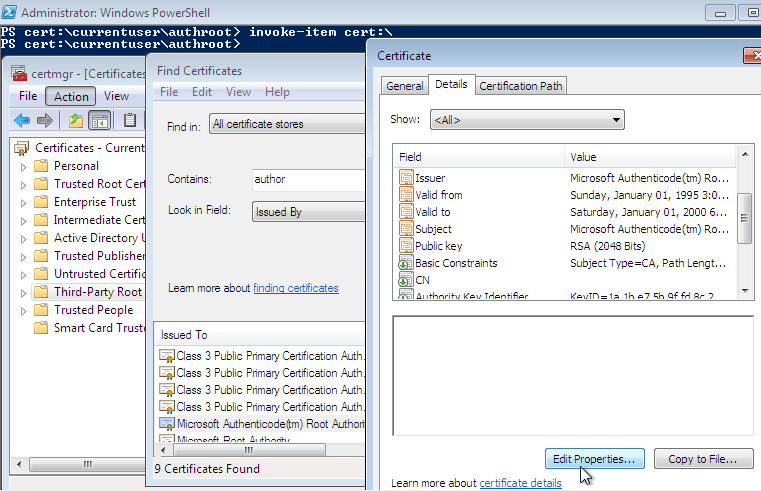 Administrator: Windows PowerShell
PS cert:\currentuser\authroot> invoke-item cert:\
PS cert:\currentuser\authroot>
certmgr - [Certificates
File Action View
Certificates - Current
Personal
Trusted Root Cert
Enterprise Trust
Intermediate Cert
Active Directory U
Trusted Publisher
Untrusted Certific
Third-Party Root
Trusted People
Smart Card Truste
Find Certificates
File Edit View Help
Find in: All certificate stores
Contains: author
Look in Field: Issued By
Learn more about finding certificates
Issued To
Class 3 Public Primary Certification Auth.
Class 3 Public Primary Certification Auth.
Class 3 Public Primary Certification Auth.
Class 3 Public Primary Certification Auth.
Microsoft Authenticode(tm) Root Authorit
Microsoft Root Authority
9 Certificates Found
Certificate
General Details Certification Path
Show: <All>
Field Value
Issuer Microsoft Authenticode(tm) Ro...
Valid from Sunday, January 01, 1995 3:0...
Valid to Saturday, January 01, 2000 6...
Subject Microsoft Authenticode(tm) Ro...
Public key RSA (2048 Bits)
Basic Constraints Subject Type=CA, Path Lengt...
CN
Authority Key Identifier KeyID=1a 1b e7 5b 9f fd 8c 2
Edit Properties... Copy to File...
Learn more about certificate details